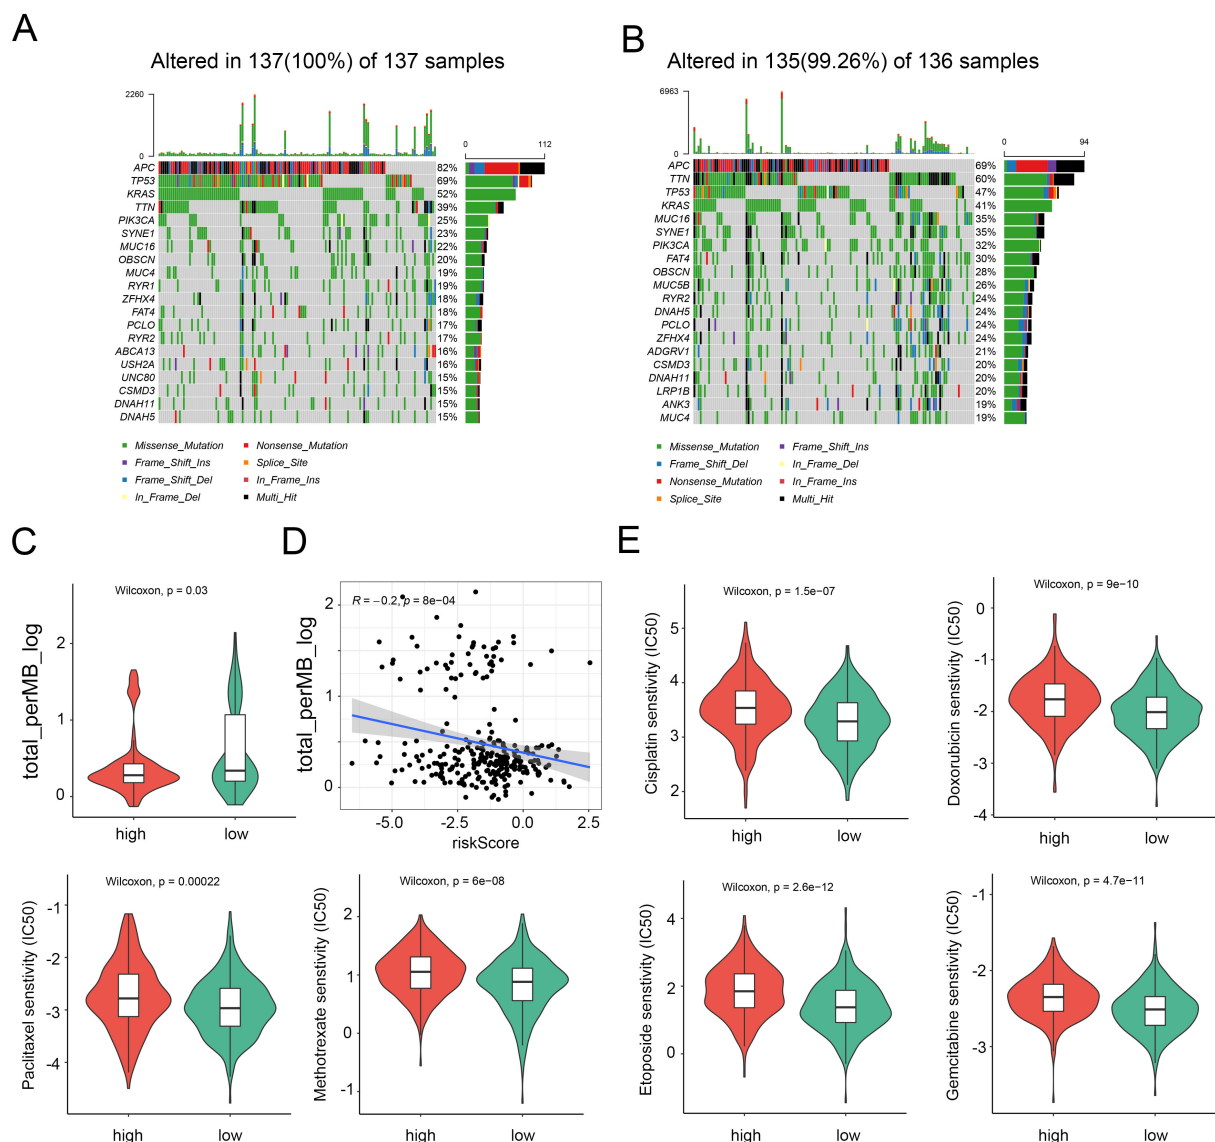 A
Altered in 137(100%) of 137 samples
2260
0
0 112
APC 82%
TP53 69%
KRAS 52%
TTN 39%
PIK3CA 25%
SYNE1 23%
MUC16 22%
OBSCN 20%
MUC4 19%
RYR1 19%
ZFHX4 18%
FAT4 18%
PCLO 17%
RYR2 17%
ABCA13 16%
USH2A 16%
UNC80 15%
CSMD3 15%
DNAH11 15%
DNAH5 15%
Missense_Mutation Nonsense_Mutation
Frame_Shift_Ins Splice_Site
Frame_Shift_Del In_Frame_Ins
In_Frame_Del Multi_Hit
B
Altered in 135(99.26%) of 136 samples
6963
0
0 94
APC 69%
TTN 60%
TP53 47%
KRAS 41%
MUC16 35%
SYNE1 35%
PIK3CA 32%
FAT4 30%
OBSCN 28%
MUC5B 26%
RYR2 24%
DNAH5 24%
PCLO 24%
ZFHX4 24%
ADGRV1 21%
CSMD3 20%
DNAH11 20%
LRP1B 20%
ANK3 19%
MUC4 19%
Missense_Mutation Frame_Shift_Ins
Frame_Shift_Del In_Frame_Del
Nonsense_Mutation In_Frame_Ins
Splice_Site Multi_Hit
C
Wilcoxon, p = 0.03
total_perMB_log
2
1
0
high low
D
R = −0.2, p = 8e−04
total_perMB_log
2
1
0
-5.0 -2.5 0.0 2.5
riskScore
E
Wilcoxon, p = 1.5e−07
Cisplatin senstivity (IC50)
5
4
3
2
high low
Wilcoxon, p = 9e−10
Doxorubicin senstivity (IC50)
0
-1
-2
-3
-4
high low
Wilcoxon, p = 0.00022
Paclitaxel senstivity (IC50)
-1
-2
-3
-4
high low
Wilcoxon, p = 6e−08
Methotrexate senstivity (IC50)
2
1
0
-1
high low
Wilcoxon, p = 2.6e−12
Etoposide senstivity (IC50)
4
2
0
high low
Wilcoxon, p = 4.7e−11
Gemcitabine senstivity (IC50)
-1
-2
-3
high low